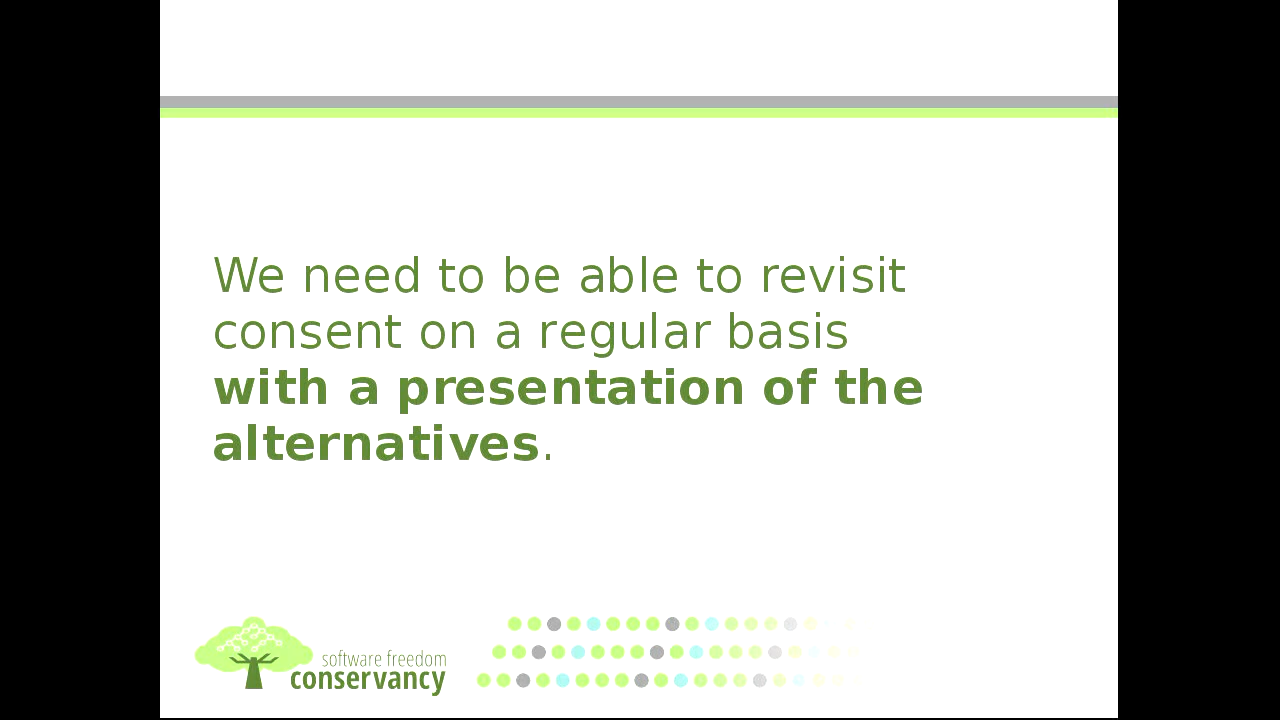 We need to be able to revisit
consent on a regular basis
with a presentation of the
alternatives.
software freedom
conservancy